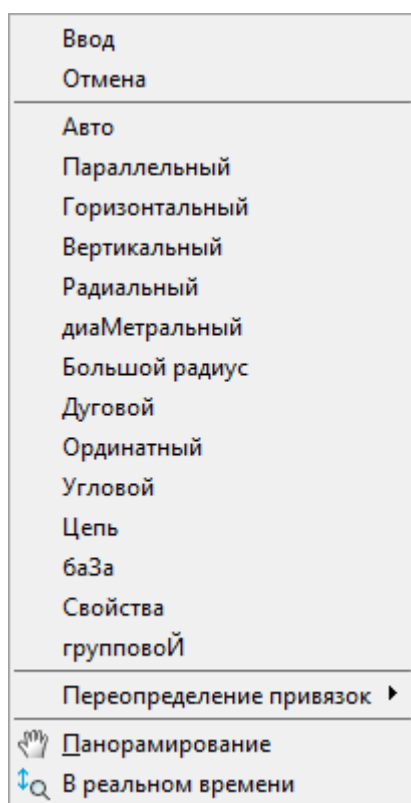 Ввод
Отмена
Авто
Параллельный
Горизонтальный
Вертикальный
Радиальный
диаМетральный
Большой радиус
Дуговой
Ординатный
Угловой
Цепь
баЗа
Свойства
групповоЙ
Переопределение привязок
Панорамирование
В реальном времени